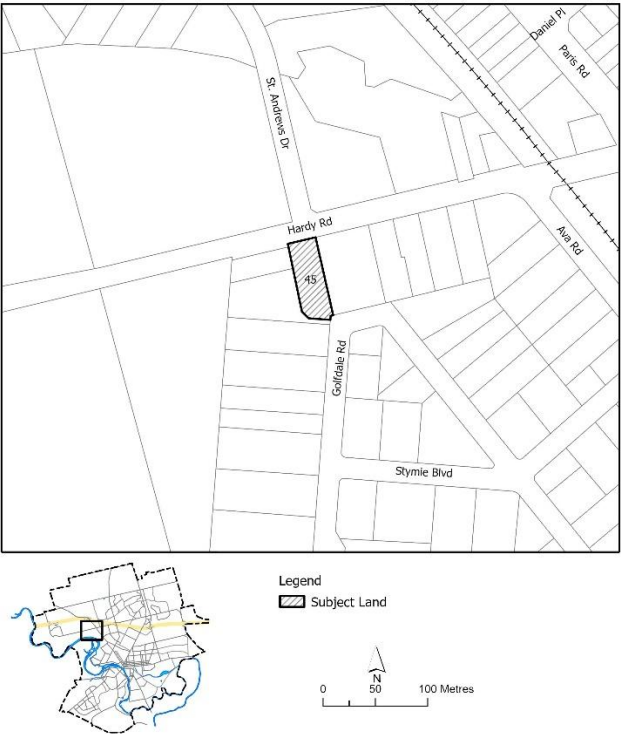 Daniel Pl
Paris Rd
St. Andrews Dr
Hardy Rd
Ava Rd
45
Golfdale Rd
Stymie Blvd
Legend
Subject Land
N
0 50 100 Metres